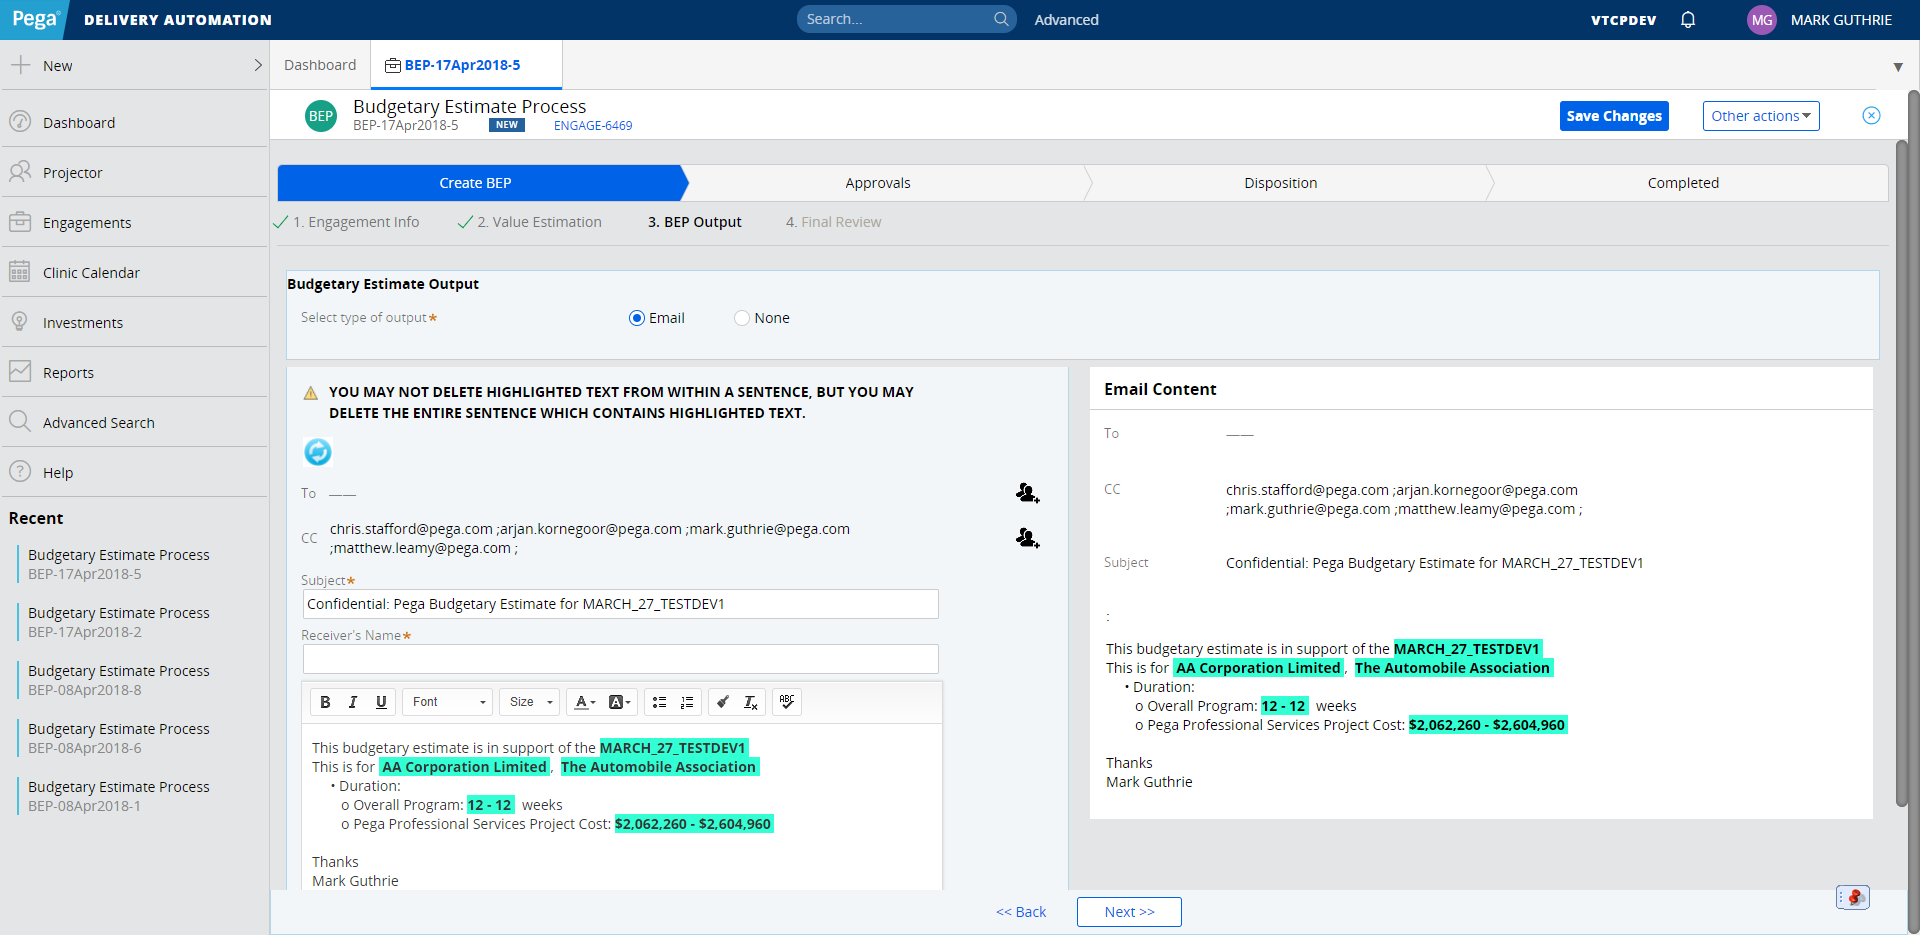 Pega DELIVERY AUTOMATION
Search... Advanced
VTCPDEV MG MARK GUTHRIE
New
Dashboard
Projector
Engagements
Clinic Calendar
Investments
Reports
Advanced Search
Help
Recent
Budgetary Estimate Process
BEP-17Apr2018-5
Budgetary Estimate Process
BEP-17Apr2018-2
Budgetary Estimate Process
BEP-08Apr2018-8
Budgetary Estimate Process
BEP-08Apr2018-6
Budgetary Estimate Process
BEP-08Apr2018-1
Dashboard BEP-17Apr2018-5
BEP Budgetary Estimate Process
BEP-17Apr2018-5 NEW ENGAGE-6469
Save Changes Other actions
Create BEP Approvals Disposition Completed
1. Engagement Info 2. Value Estimation 3. BEP Output 4. Final Review
Budgetary Estimate Output
Select type of output* Email None
YOU MAY NOT DELETE HIGHLIGHTED TEXT FROM WITHIN A SENTENCE, BUT YOU MAY
DELETE THE ENTIRE SENTENCE WHICH CONTAINS HIGHLIGHTED TEXT.
To ——
CC chris.stafford@pega.com ;arjan.kornegoor@pega.com ;mark.guthrie@pega.com
;matthew.leamy@pega.com ;
Subject*
Confidential: Pega Budgetary Estimate for MARCH_27_TESTDEV1
Receiver's Name*
B I U Font Size A A ABC
This budgetary estimate is in support of the MARCH_27_TESTDEV1
This is for AA Corporation Limited , The Automobile Association
• Duration:
o Overall Program: 12 - 12 weeks
o Pega Professional Services Project Cost: $2,062,260 - $2,604,960
Thanks
Mark Guthrie
Email Content
To ——
CC chris.stafford@pega.com ;arjan.kornegoor@pega.com
;mark.guthrie@pega.com ;matthew.leamy@pega.com ;
Subject Confidential: Pega Budgetary Estimate for MARCH_27_TESTDEV1
:
This budgetary estimate is in support of the MARCH_27_TESTDEV1
This is for AA Corporation Limited , The Automobile Association
• Duration:
o Overall Program: 12 - 12 weeks
o Pega Professional Services Project Cost: $2,062,260 - $2,604,960
Thanks
Mark Guthrie
<< Back Next >>